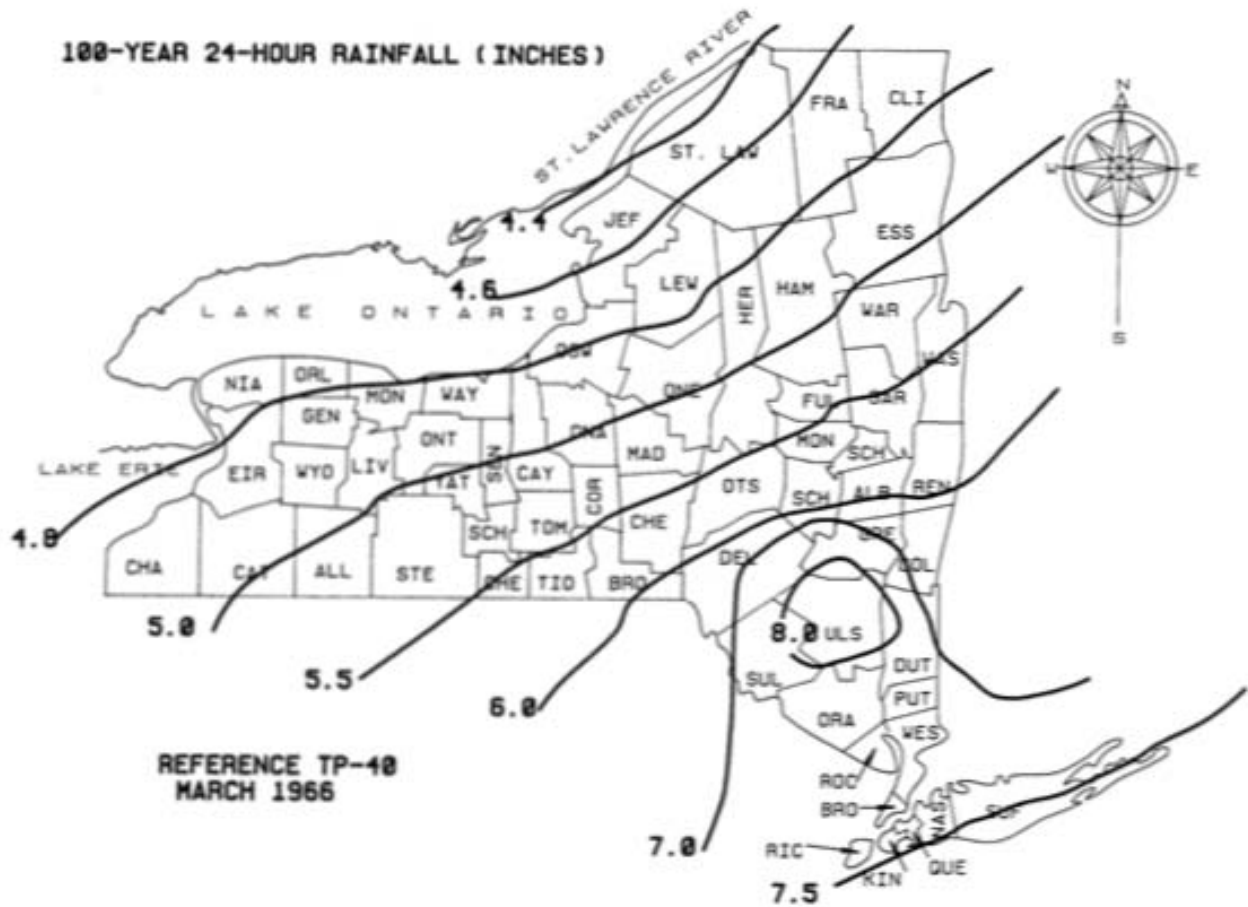 100-YEAR 24-HOUR RAINFALL (INCHES)
ST. LAWRENCE RIVER
FRA
CLI
N
ST. LAW
W
E
4.4
JEF
ESS
4.6
LEW
HER
HAM
LAKE ONTARIO
WAR
S
OSW
WAS
NIA
ORL
MON
WAY
ONE
FUL
SAR
GEN
ONT
ONA
MAD
MON
SCH
LAKE ERIE
EIR
WYO
LIV
YAT
SEN
CAY
COR
OTS
SCH
ALB
REN
4.8
SCH
TOM
CHE
GRE
CHA
CAT
ALL
STE
CHE
TIO
BRO
DEL
COL
5.0
8.0
ULS
5.5
SUL
DUT
6.0
ORA
PUT
WES
REFERENCE TP-40
MARCH 1966
ROC
BRO
NAS
SUF
7.0
RIC
KIN
QUE
7.5